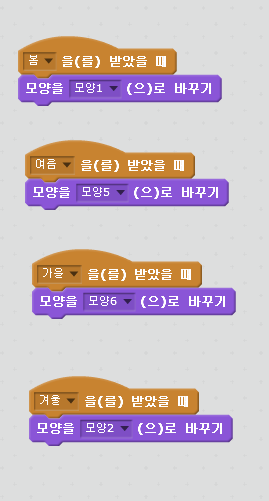 봄 을(를) 받았을 때
모양을 모양1 (으)로 바꾸기
여름 을(를) 받았을 때
모양을 모양5 (으)로 바꾸기
가을 을(를) 받았을 때
모양을 모양6 (으)로 바꾸기
겨울 을(를) 받았을 때
모양을 모양2 (으)로 바꾸기